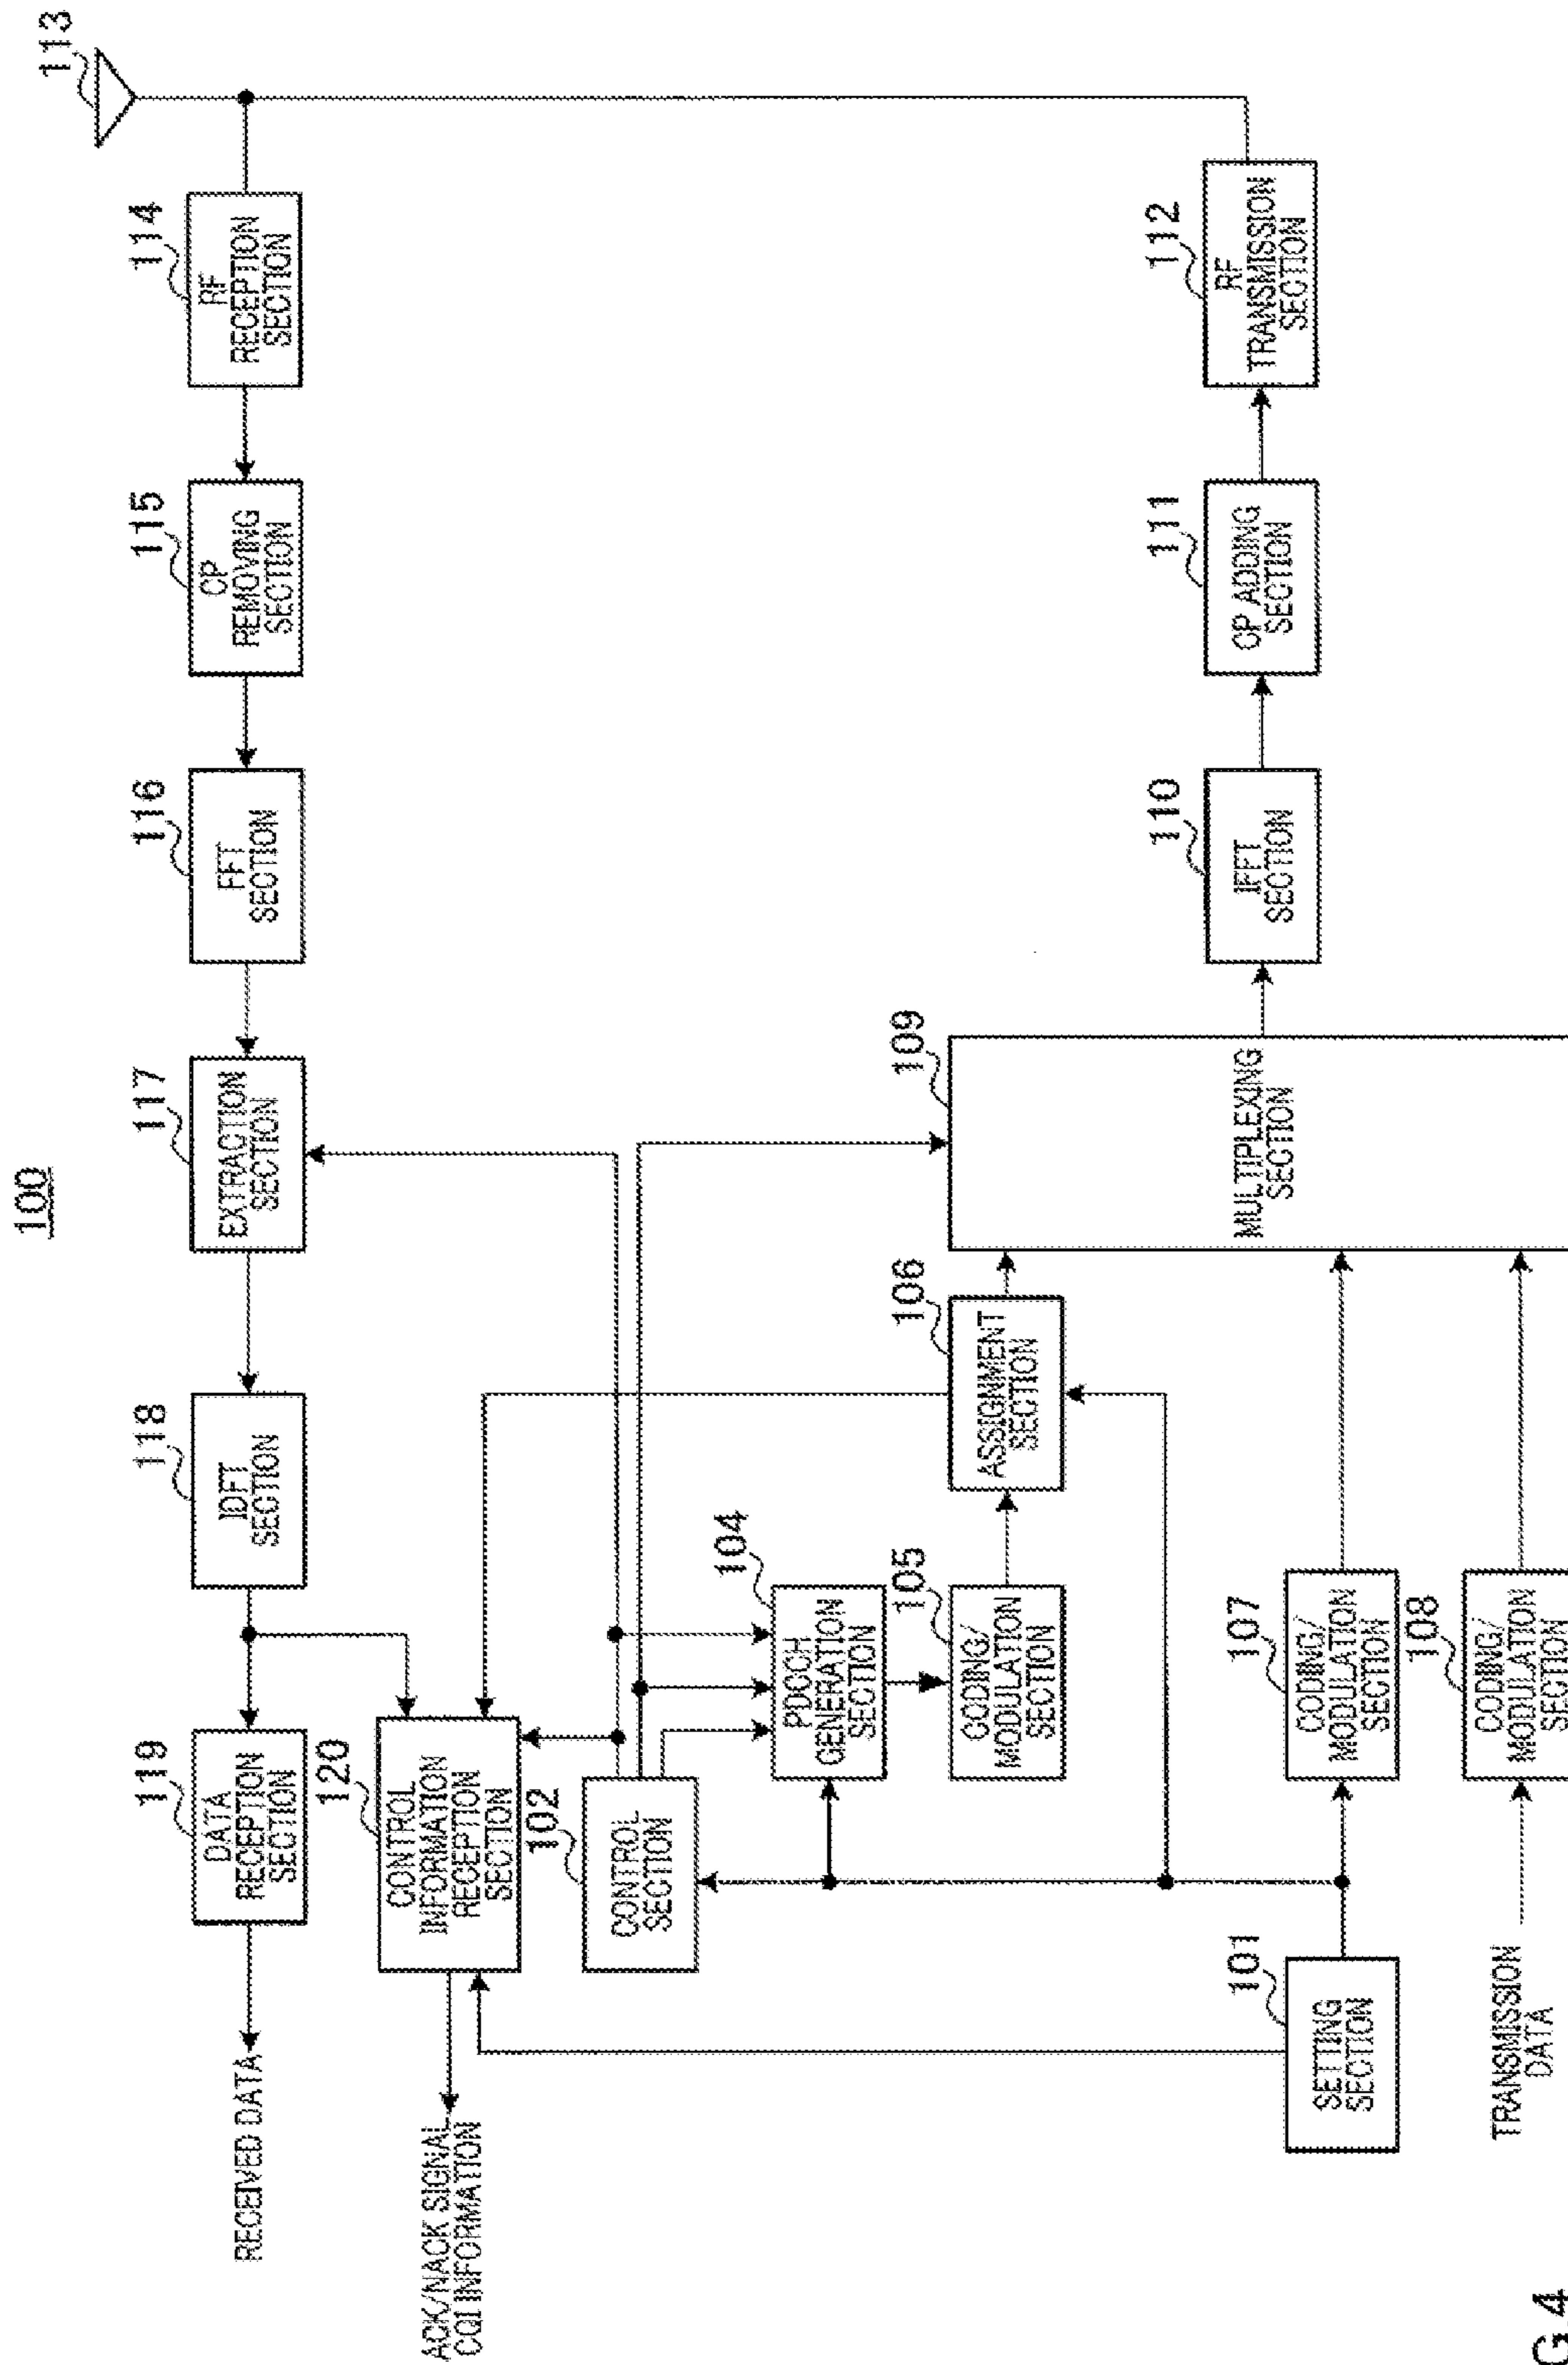 100
RECEIVED DATA
119
DATA
RECEPTION
SECTION
118
IDFT
SECTION
117
EXTRACTION
SECTION
116
FFT
SECTION
115
CP
REMOVING
SECTION
114
RF
RECEPTION
SECTION
113
ACK/NACK SIGNAL
CQI INFORMATION
120
CONTROL
INFORMATION
RECEPTION
SECTION
102
CONTROL
SECTION
104
PDCCH
GENERATION
SECTION
105
CODING/
MODULATION
SECTION
106
ASSIGNMENT
SECTION
109
MULTIPLEXING
SECTION
110
IFFT
SECTION
111
CP ADDING
SECTION
112
RF
TRANSMISSION
SECTION
101
SETTING
SECTION
107
CODING/
MODULATION
SECTION
108
CODING/
MODULATION
SECTION
TRANSMISSION
DATA
G.4